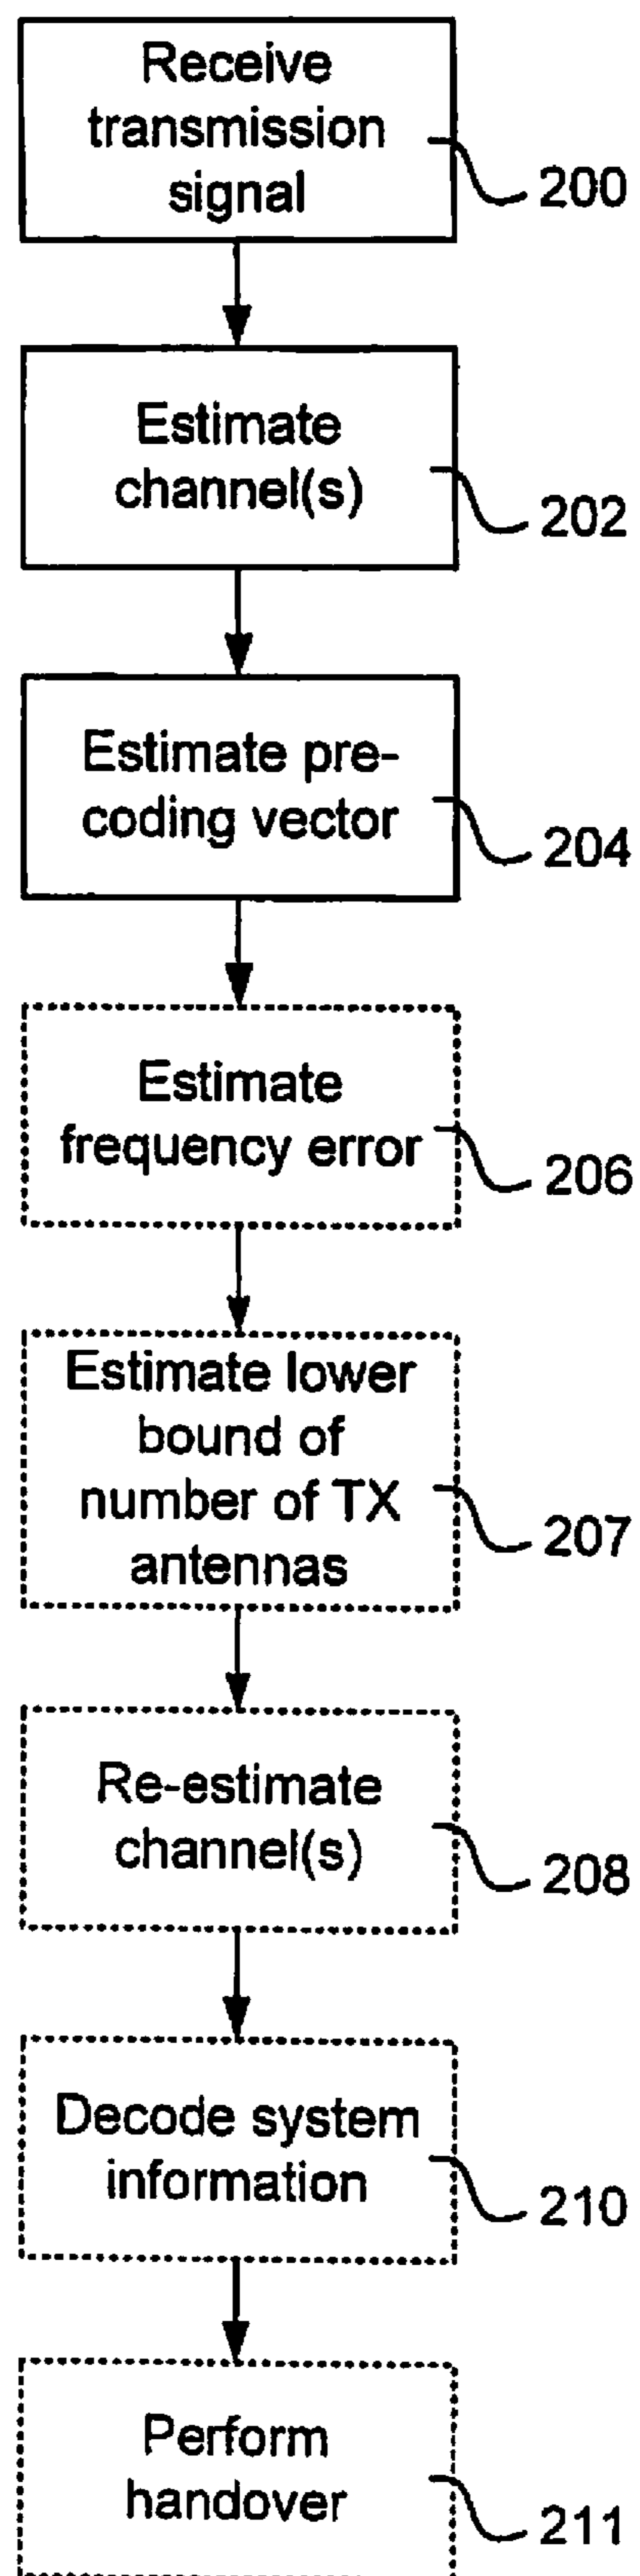 Receive
transmission
signal
200
Estimate
channel(s)
202
Estimate pre-
coding vector
204
Estimate
frequency error
206
Estimate lower
bound of
number of TX
antennas
207
Re-estimate
channel(s)
208
Decode system
information
210
Perform
handover
211